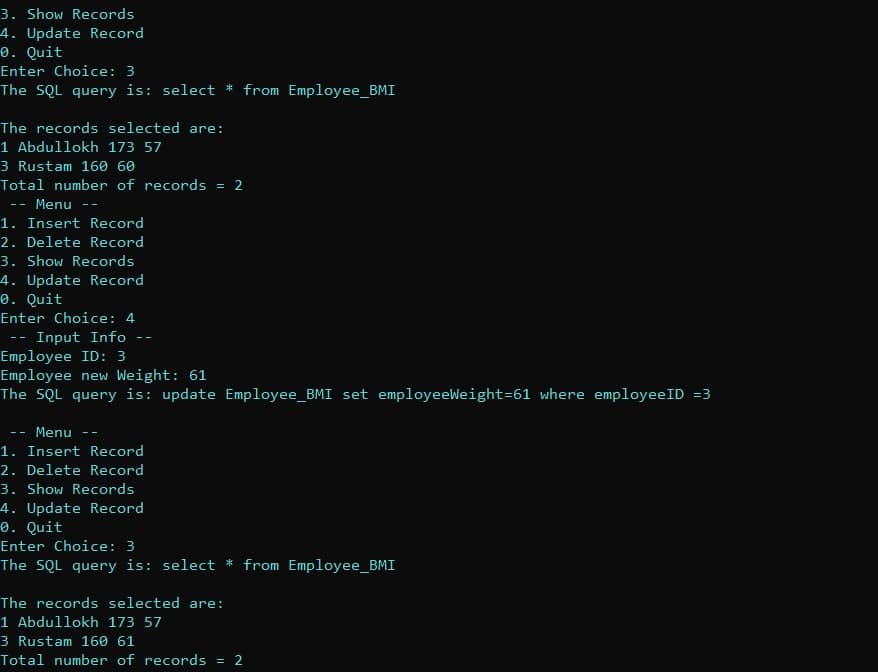 3. Show Records
4. Update Record
0. Quit
Enter Choice: 3
The SQL query is: select * from Employee_BMI
The records selected are:
1 Abdullokh 173 57
3 Rustam 160 60
Total number of records = 2
-- Menu --
1. Insert Record
2. Delete Record
3. Show Records
4. Update Record
0. Quit
Enter Choice: 4
-- Input Info --
Employee ID: 3
Employee new Weight: 61
The SQL query is: update Employee_BMI set employeeWeight=61 where employeeID =3
-- Menu --
1. Insert Record
2. Delete Record
3. Show Records
4. Update Record
0. Quit
Enter Choice: 3
The SQL query is: select * from Employee_BMI
The records selected are:
1 Abdullokh 173 57
3 Rustam 160 61
Total number of records = 2